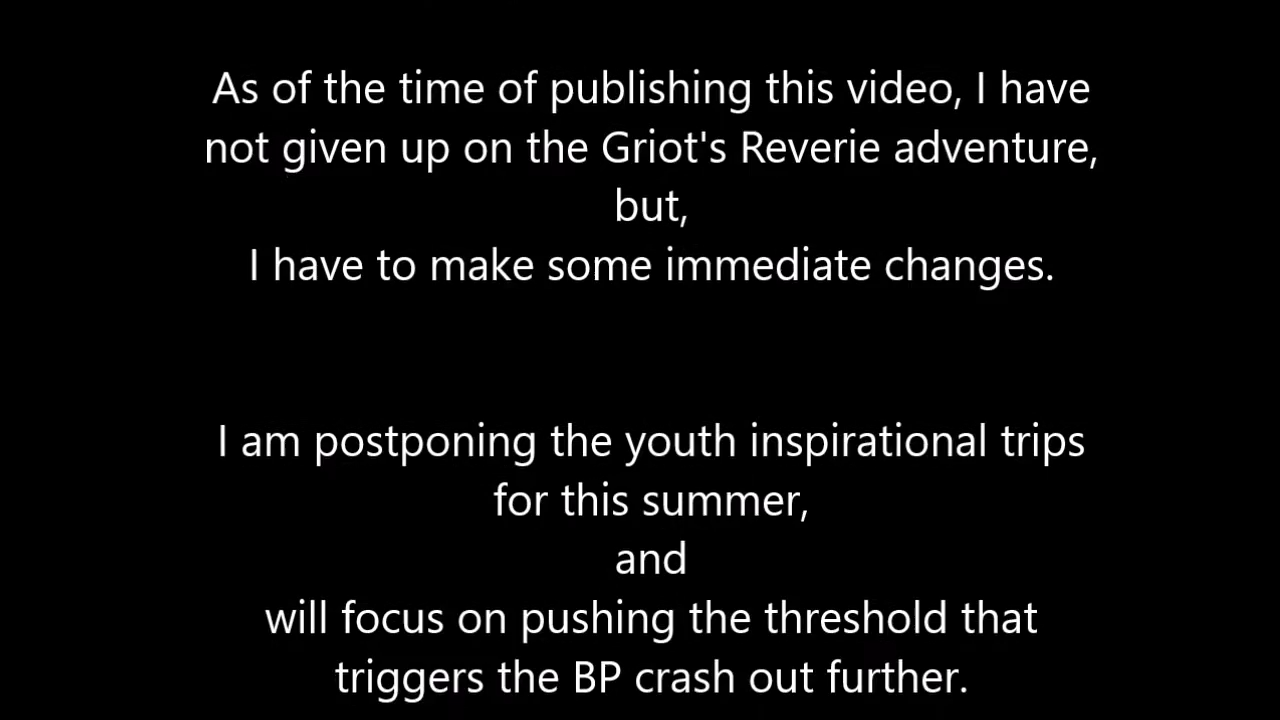 As of the time of publishing this video, I have
not given up on the Griot's Reverie adventure,
but,
I have to make some immediate changes.
I am postponing the youth inspirational trips
for this summer,
and
will focus on pushing the threshold that
triggers the BP crash out further.